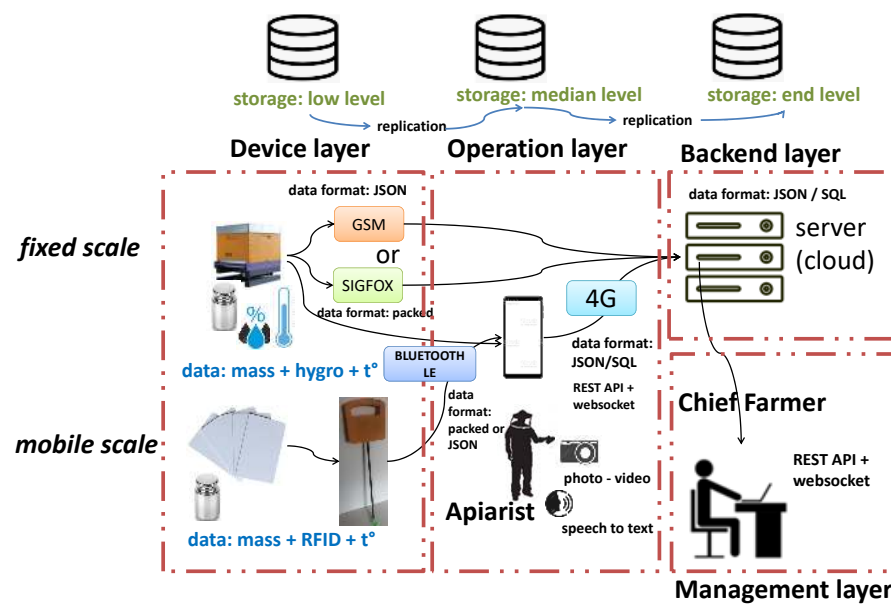 storage: low level
storage: median level
storage: end level
replication
replication
Device layer
Operation layer
Backend layer
data format: JSON
data format: JSON / SQL
fixed scale
GSM
OR
SIGFOX
data format: packed
%
server
(cloud)
4G
data format:
JSON/SQL
REST API +
websocket
BLUETOOTH
LE
data: mass + hygro + t°
data
format:
packed or
JSON
mobile scale
Chief Farmer
REST API +
websocket
photo - video
Apiarist
speech to text
data: mass + RFID + t°
Management layer